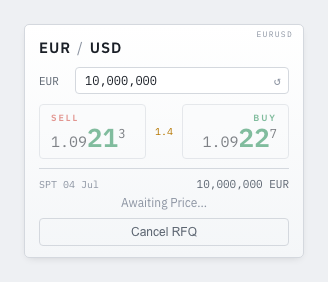 EURUSD
EUR / USD
EUR 10,000,000 ↺
SELL BUY
1.09213 1.4 1.09227
SPT 04 Jul 10,000,000 EUR
Awaiting Price...
Cancel RFQ